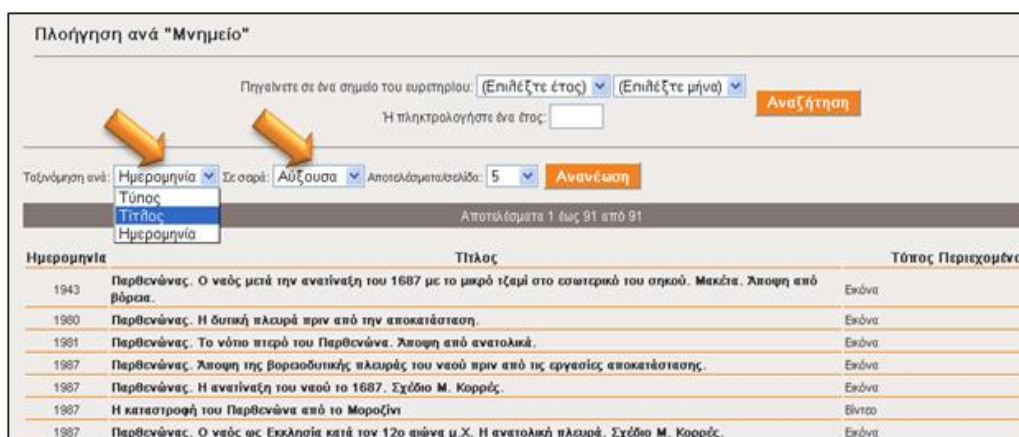 Πλοήγηση ανά "Μνημείο"
Πηγαίνετε σε ένα σημείο του ευρετηρίου: (Επιλέξτε έτος) (Επιλέξτε μήνα)
Αναζήτηση
Ή πληκτρολογήστε ένα έτος:
Ταξινόμηση ανά: Ημερομηνία Σε σειρά: Αύξουσα Αποτελέσματα/σελίδα: 5 Ανανέωση
Τύπος
Τίτλος
Ημερομηνία
Αποτελέσματα 1 έως 91 από 91
Ημερομηνία Τίτλος Τύπος Περιεχομένο
1943 Παρθενώνας. Ο ναός μετά την ανατίναξη του 1687 με το μικρό τζαμί στο εσωτερικό του σηκού. Μακέτα. Άποψη από βόρεια. Εικόνα
1980 Παρθενώνας. Η δυτική πλευρά πριν από την αποκατάσταση. Εικόνα
1981 Παρθενώνας. Το νότιο πτερό του Παρθενώνα. Άποψη από ανατολικά. Εικόνα
1987 Παρθενώνας. Άποψη της βορειοδυτικής πλευράς του ναού πριν από τις εργασίες αποκατάστασης. Εικόνα
1987 Παρθενώνας. Η ανατίναξη του ναού το 1687. Σχέδιο Μ. Κορρές. Εικόνα
1987 Η καταστροφή του Παρθενώνα από το Μοροζίνι Βίντεο
1987 Παρθενώνας. Ο ναός ως Εκκλησία κατά τον 12ο αιώνα μ.Χ. Η ανατολική πλευρά. Σχέδιο Μ. Κορρές. Εικόνα